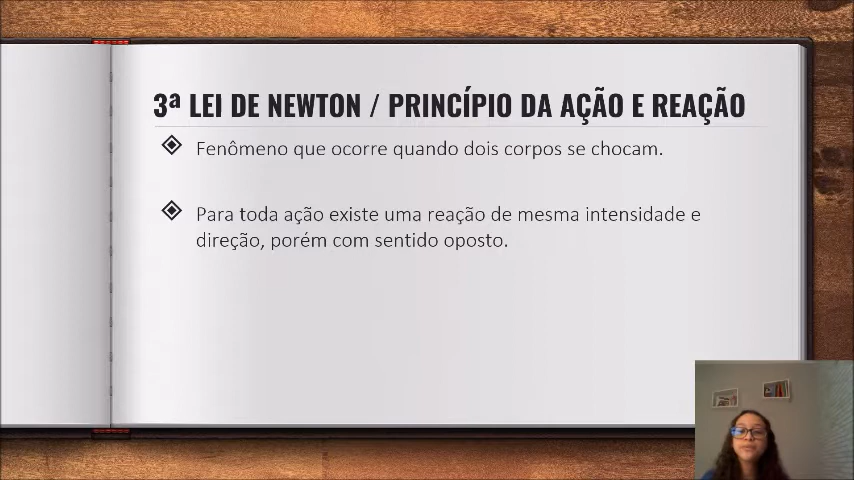 3ª LEI DE NEWTON / PRINCÍPIO DA AÇÃO E REAÇÃO
Fenômeno que ocorre quando dois corpos se chocam.
Para toda ação existe uma reação de mesma intensidade e
direção, porém com sentido oposto.